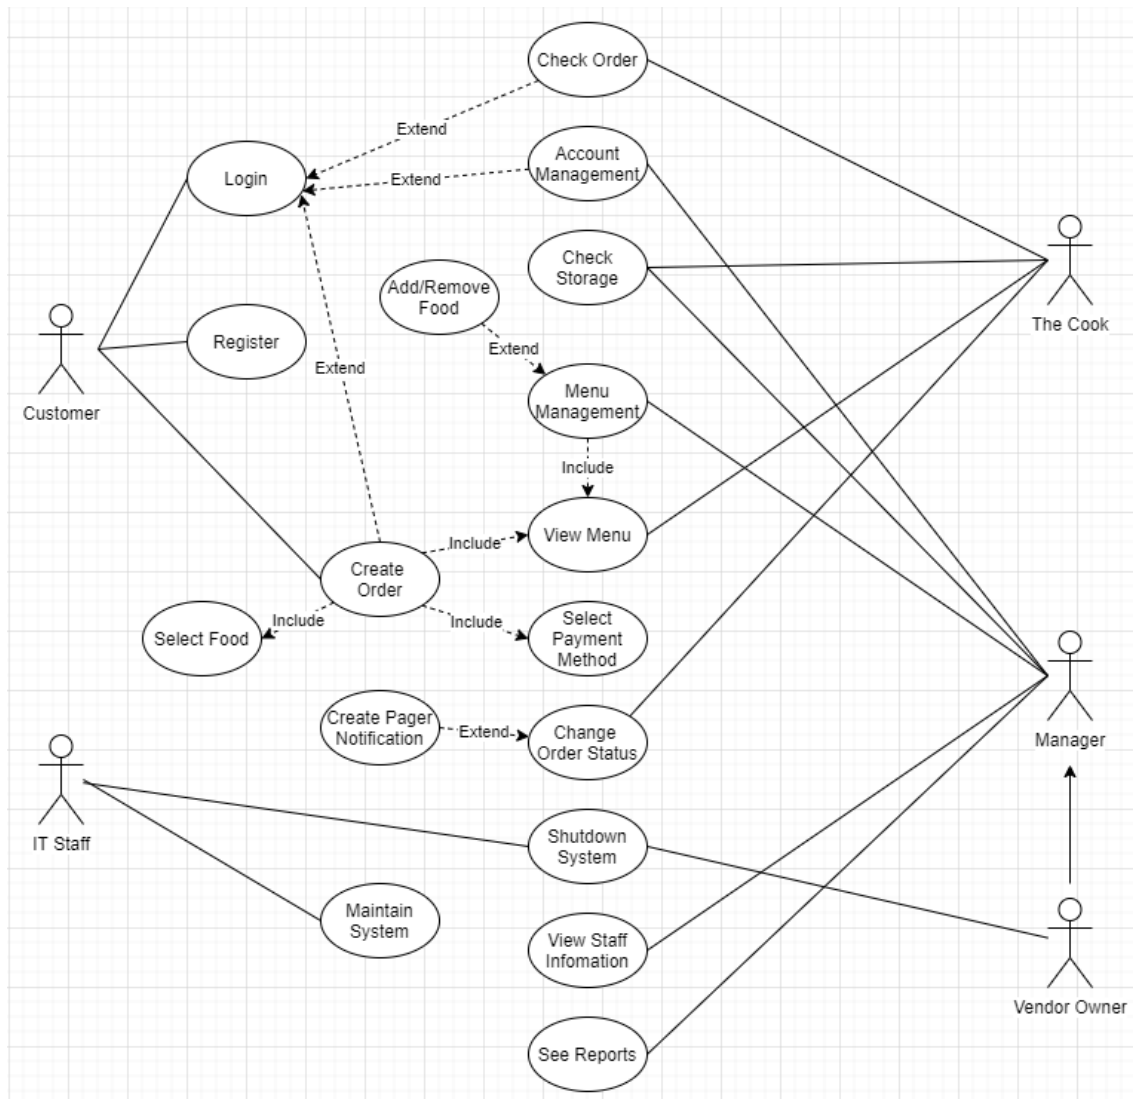 Check Order
Extend
Account
Management
Login
Extend
Check
Storage
Add/Remove
Food
The Cook
Register
Extend
Extend
Customer
Menu
Management
Include
View Menu
Include
Create
Order
Include
Include
Select Food
Select
Payment
Method
Create Pager
Notification
Extend
Change
Order Status
Manager
IT Staff
Shutdown
System
Maintain
System
View Staff
Infomation
Vendor Owner
See Reports